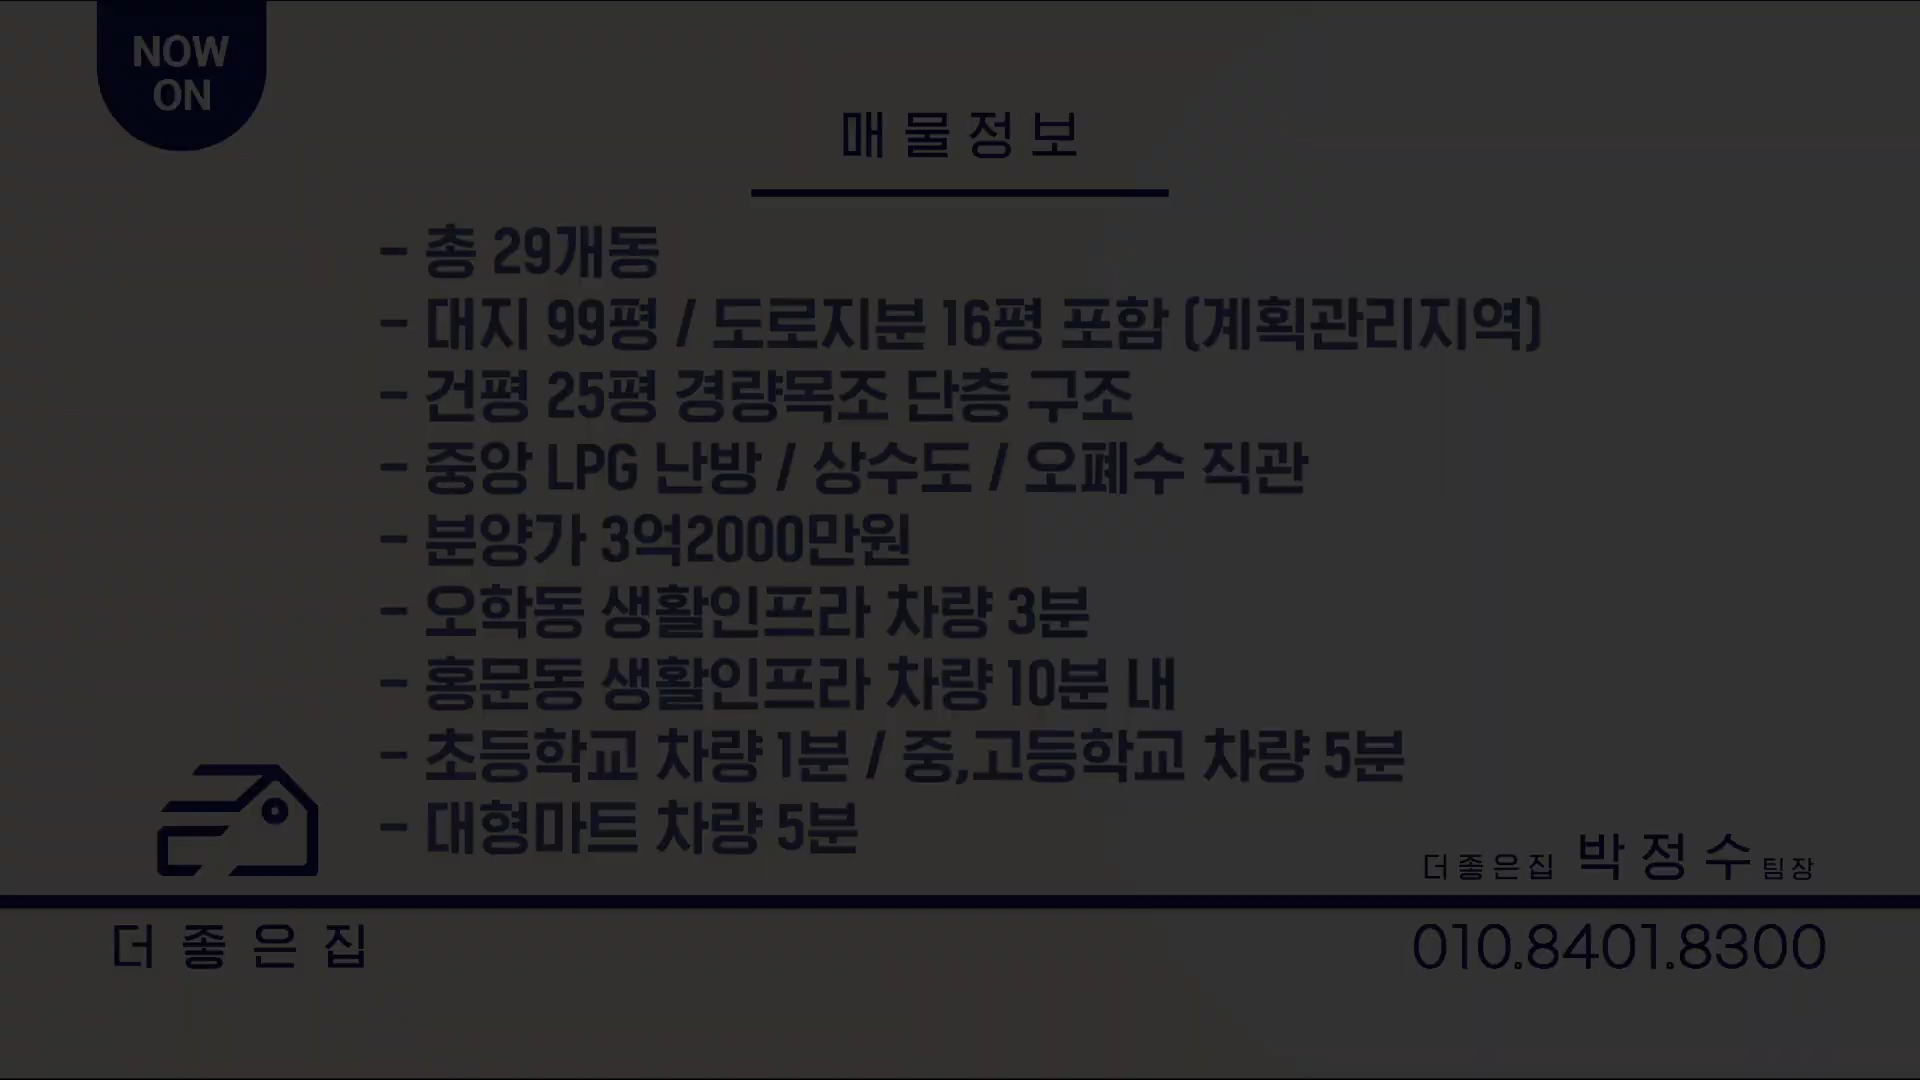 NOW
ON
매물정보
- 총 29개동
- 대지 99평 / 도로지분 16평 포함 (계획관리지역)
- 건평 25평 경량목조 단층 구조
- 중앙 LPG 난방 / 상수도 / 오폐수 직관
- 분양가 3억2000만원
- 오학동 생활인프라 차량 3분
- 홍문동 생활인프라 차량 10분 내
- 초등학교 차량 1분 / 중,고등학교 차량 5분
- 대형마트 차량 5분
더좋은집 박정수 팀장
더좋은집
010.8401.8300